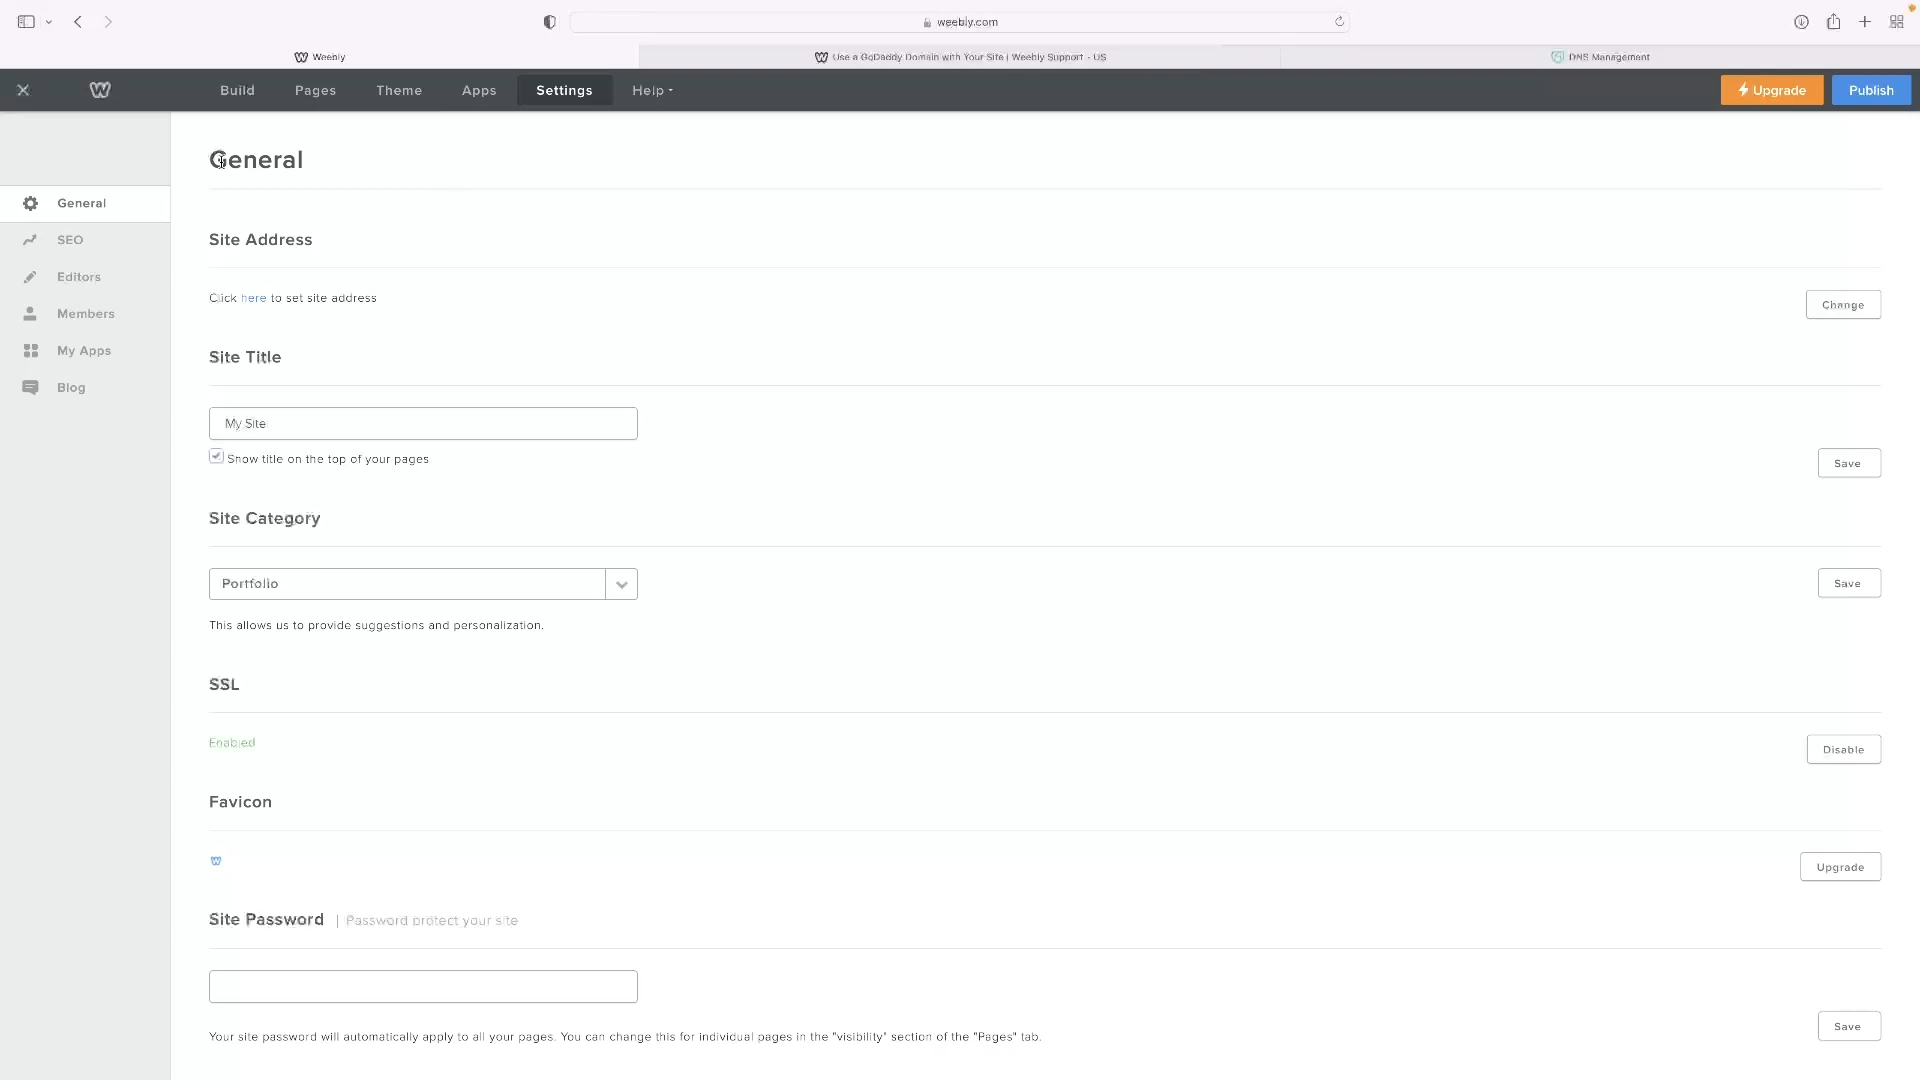 weebly.com
Weebly
Use a GoDaddy Domain with Your Site | Weebly Support - US
DNS Management
Build
Pages
Theme
Apps
Settings
Help
Upgrade
Publish
General
General
SEO
Editors
Members
My Apps
Blog
Site Address
Click here to set site address
Change
Site Title
My Site
Show title on the top of your pages
Save
Site Category
Portfolio
Save
This allows us to provide suggestions and personalization.
SSL
Enabled
Disable
Favicon
Upgrade
Site Password | Password protect your site
Your site password will automatically apply to all your pages. You can change this for individual pages in the "visibility" section of the "Pages" tab.
Save